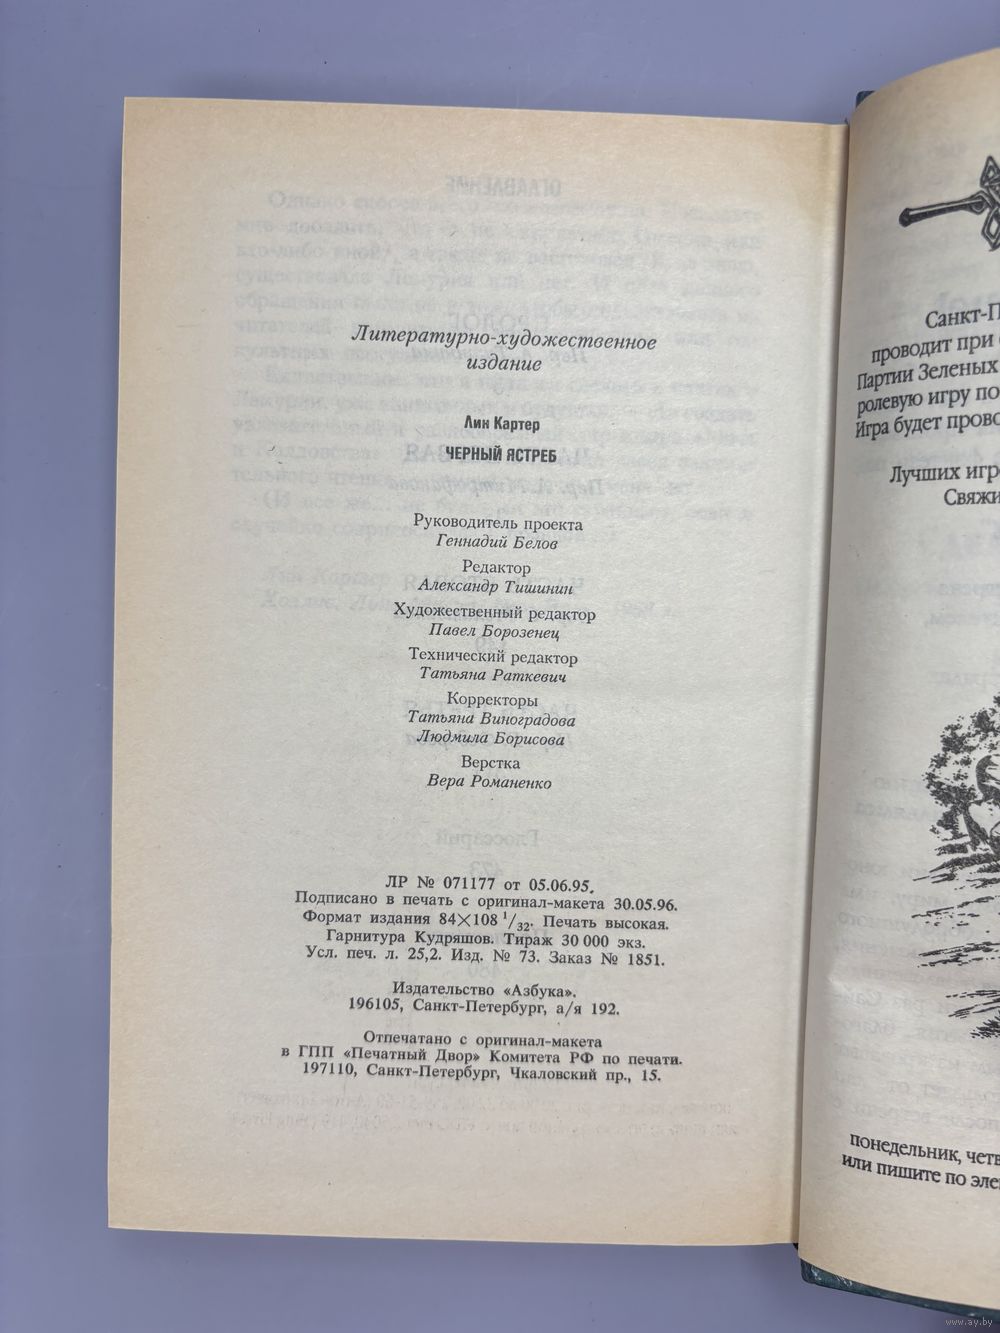 Литературно-художественное
издание
Лин Картер
ЧЕРНЫЙ ЯСТРЕБ
Руководитель проекта
Геннадий Белов
Редактор
Александр Тишинин
Художественный редактор
Павел Борозенец
Технический редактор
Татьяна Раткевич
Корректоры
Татьяна Виноградова
Людмила Борисова
Верстка
Вера Романенко
ЛР № 071177 от 05.06.95.
Подписано в печать с оригинал-макета 30.05.96.
Формат издания 84×108 1/32. Печать высокая.
Гарнитура Кудряшов. Тираж 30 000 экз.
Усл. печ. л. 25,2. Изд. № 73. Заказ № 1851.
Издательство «Азбука».
196105, Санкт-Петербург, а/я 192.
Отпечатано с оригинал-макета
в ГПП «Печатный Двор» Комитета РФ по печати.
197110, Санкт-Петербург, Чкаловский пр., 15.
Санкт-П
проводит при
Партии Зеленых
ролевую игру по
Игра будет прово
Лучших игр
Свяжи
понедельник, четв
или пишите по эле
www.ay.by